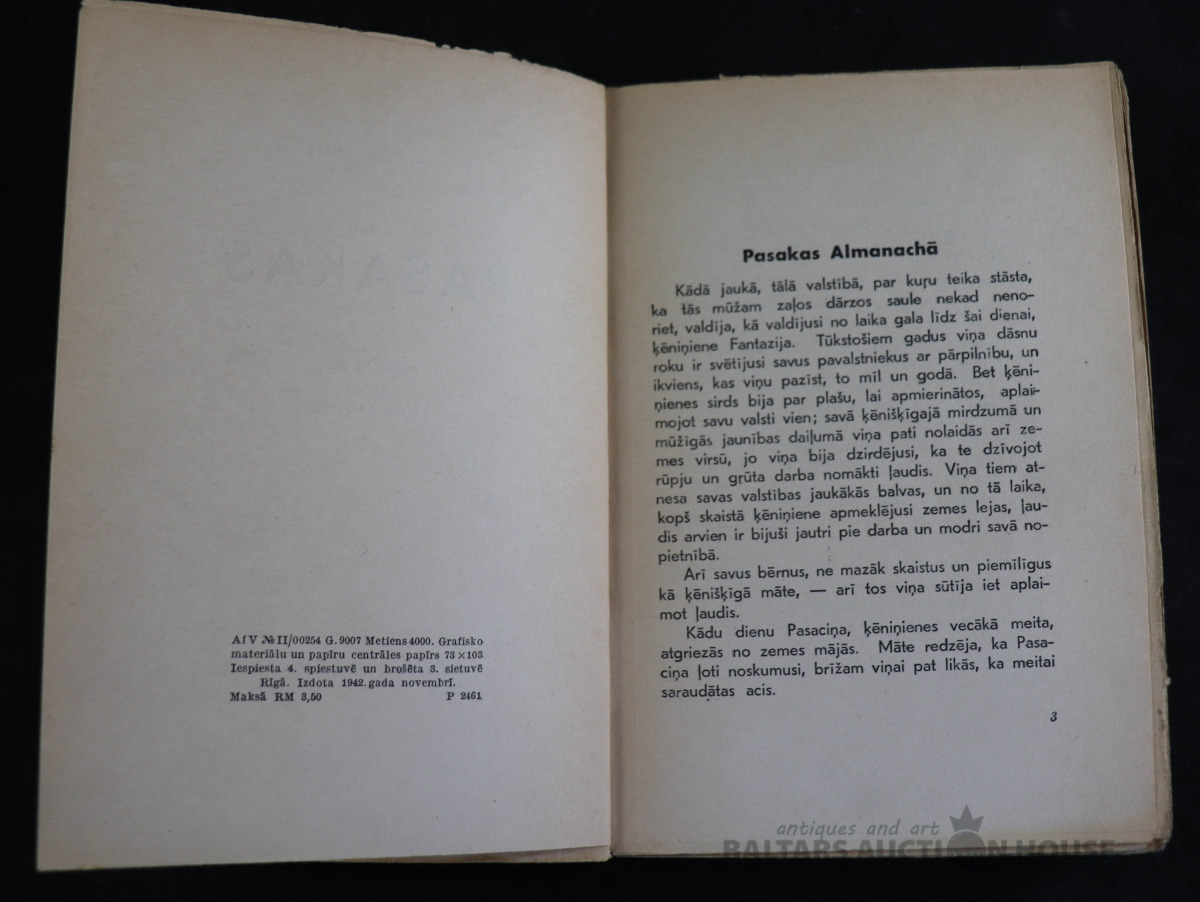 PASAKAS
AfV № II/00254 G. 9007 Metiens 4000. Grafisko
materiālu un papīru centrāles papīrs 73×103
Iespiesta 4. spiestuvē un brošēta 3. sietuvē
Rīgā. Izdota 1942. gada novembrī.
Maksā RM 3,50 P 2461
Pasakas Almanachā
Kādā jaukā, tālā valstībā, par kuŗu teika stāsta,
ka tās mūžam zaļos dārzos saule nekad neno-
riet, valdīja, kā valdījusi no laika gala līdz šai dienai,
ķēniņiene Fantazija. Tūkstošiem gadus viņa dāsnu
roku ir svētījusi savus pavalstniekus ar pārpilnību, un
ikviens, kas viņu pazīst, to mīl un godā. Bet ķēni-
ņienes sirds bija par plašu, lai apmierinātos, aplai-
mojot savu valsti vien; savā ķēnišķīgajā mirdzumā un
mūžīgās jaunības daiļumā viņa pati nolaidās arī ze-
mes virsū, jo viņa bija dzirdējusi, ka te dzīvojot
rūpju un grūta darba nomākti ļaudis. Viņa tiem at-
nesa savas valstības jaukākās balvas, un no tā laika,
kopš skaistā ķēniņiene apmeklējusi zemes lejas, ļau-
dis arvien ir bijuši jautri pie darba un modri savā no-
pietnībā.
Arī savus bērnus, ne mazāk skaistus un piemīlīgus
kā ķēnišķīgā māte, — arī tos viņa sūtīja iet aplai-
mot ļaudis.
Kādu dienu Pasaciņa, ķēniņienes vecākā meita,
atgriezās no zemes mājās. Māte redzēja, ka Pasa-
ciņa ļoti noskumusi, brīžam viņai pat likās, ka meitai
saraudātas acis.
3
antiques and art
BALTARS AUCTION HOUSE